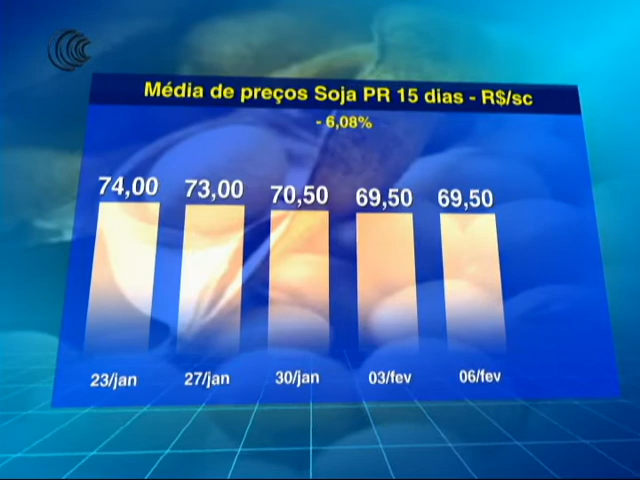 Média de preços Soja PR 15 dias - R$/sc
- 6,08%
74,00 73,00 70,50 69,50 69,50
23/jan 27/jan 30/jan 03/fev 06/fev